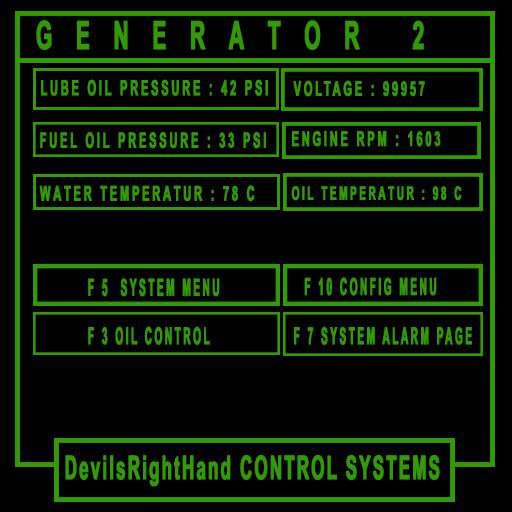 GENERATOR 2
LUBE OIL PRESSURE : 42 PSI
VOLTAGE : 99957
FUEL OIL PRESSURE : 33 PSI
ENGINE RPM : 1603
WATER TEMPERATUR : 78 C
OIL TEMPERATUR : 98 C
F 5 SYSTEM MENU
F 10 CONFIG MENU
F 3 OIL CONTROL
F 7 SYSTEM ALARM PAGE
DevilsRightHand CONTROL SYSTEMS